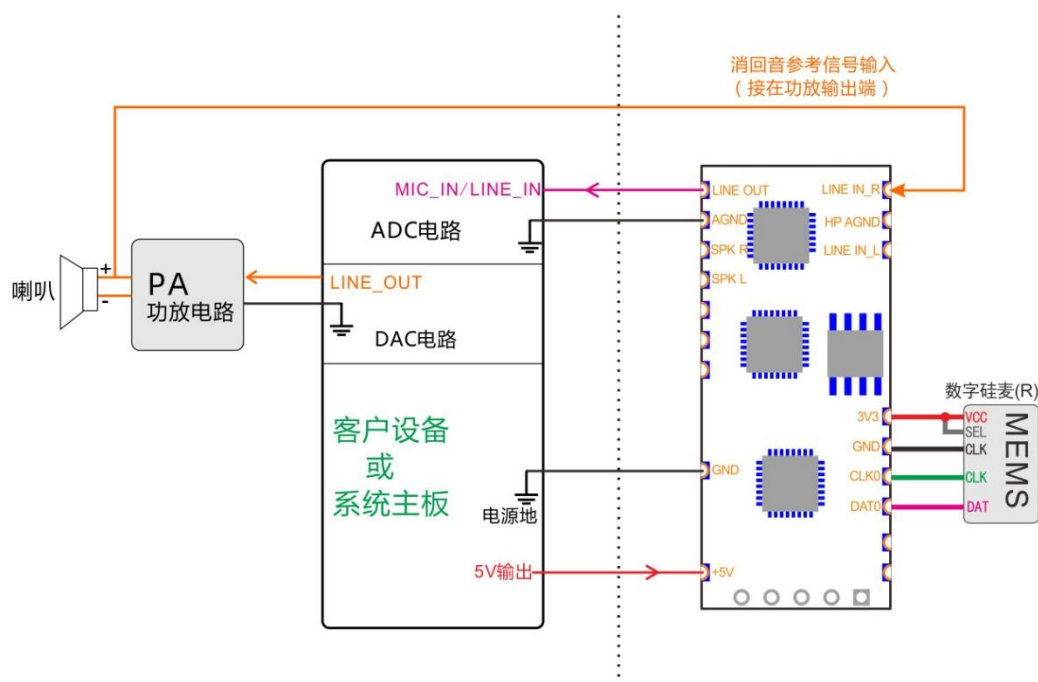 消回音参考信号输入
（接在功放输出端）
MIC_IN/LINE_IN
ADC电路
LINE_OUT
DAC电路
客户设备
或
系统主板
电源地
5V输出
喇叭
+
-
PA
功放电路
LINE OUT
AGND
SPK R
SPK L
GND
+5V
LINE IN_R
HP AGND
LINE IN_L
3V3
GND
CLK0
DAT0
数字硅麦(R)
VCC
SEL
CLK
CLK
DAT
MEMS